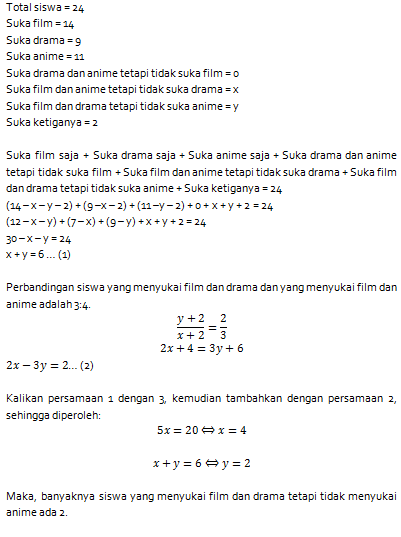 Total siswa = 24
Suka film = 14
Suka drama = 9
Suka anime = 11
Suka drama dan anime tetapi tidak suka film = 0
Suka film dan anime tetapi tidak suka drama = x
Suka film dan drama tetapi tidak suka anime = y
Suka ketiganya = 2
Suka film saja + Suka drama saja + Suka anime saja + Suka drama dan anime
tetapi tidak suka film + Suka film dan anime tetapi tidak suka drama + Suka film
dan drama tetapi tidak suka anime + Suka ketiganya = 24
(14 – x – y – 2) + (9 –x – 2) + (11–y – 2) + 0 + x + y + 2 = 24
(12 – x – y) + (7 – x) + (9 – y) + x + y + 2 = 24
30 – x – y = 24
x + y = 6 ... (1)
Perbandingan siswa yang menyukai film dan drama dan yang menyukai film dan
anime adalah 3:4.
(y + 2)/(x + 2) = 2/3
2x + 4 = 3y + 6
2x − 3y = 2... (2)
Kalikan persamaan 1 dengan 3, kemudian tambahkan dengan persamaan 2,
sehingga diperoleh:
5x = 20 ⇔ x = 4
x + y = 6 ⇔ y = 2
Maka, banyaknya siswa yang menyukai film dan drama tetapi tidak menyukai
anime ada 2.